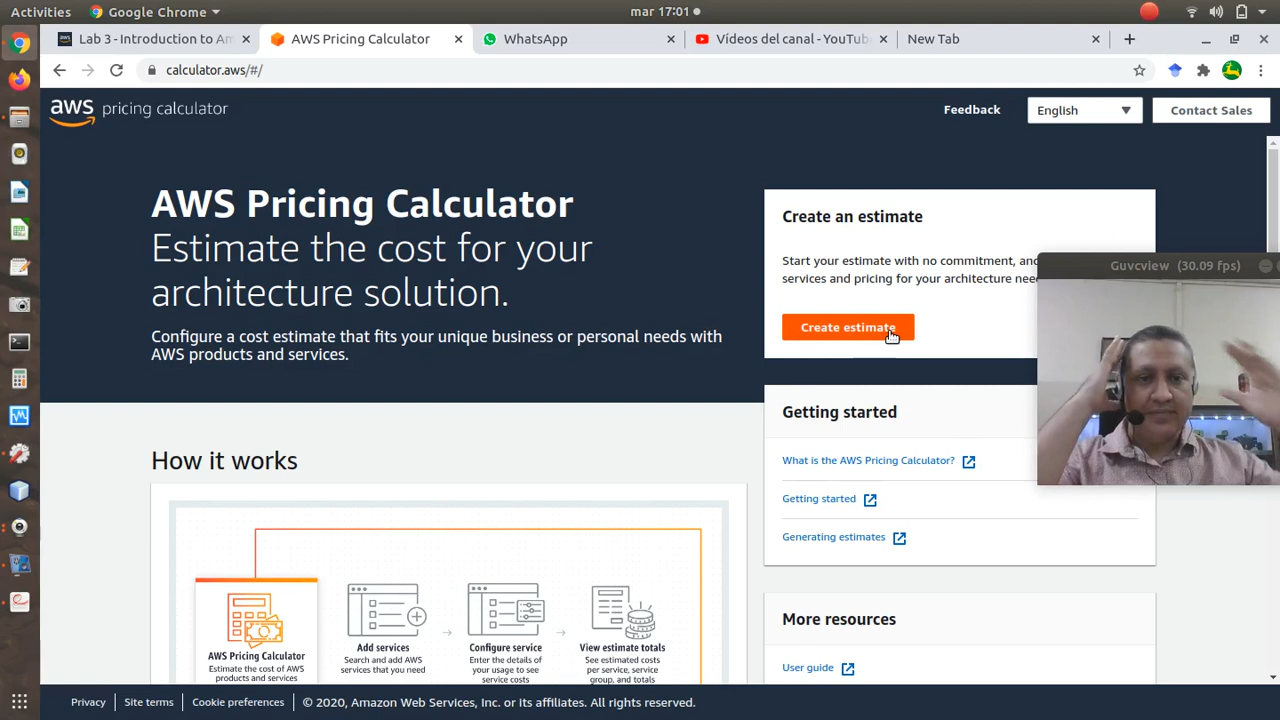 Activities
Google Chrome
mar 17:01
Lab 3 - Introduction to Am
AWS Pricing Calculator
WhatsApp
Vídeos del canal - YouTub
New Tab
calculator.aws/#/
aws pricing calculator
Feedback
English
Contact Sales
AWS Pricing Calculator
Estimate the cost for your
architecture solution.
Configure a cost estimate that fits your unique business or personal needs with
AWS products and services.
Create an estimate
Start your estimate with no commitment, and
services and pricing for your architecture nee
Create estimate
Guvcview (30.09 fps)
Getting started
What is the AWS Pricing Calculator?
Getting started
Generating estimates
How it works
AWS Pricing Calculator
Estimate the cost of AWS
products and services
Add services
Search and add AWS
services that you need
Configure service
Enter the details of
your usage to see
service costs
View estimate totals
See estimated costs
per service, service
group, and totals
More resources
User guide
Privacy
Site terms
Cookie preferences
© 2020, Amazon Web Services, Inc. or its affiliates. All rights reserved.